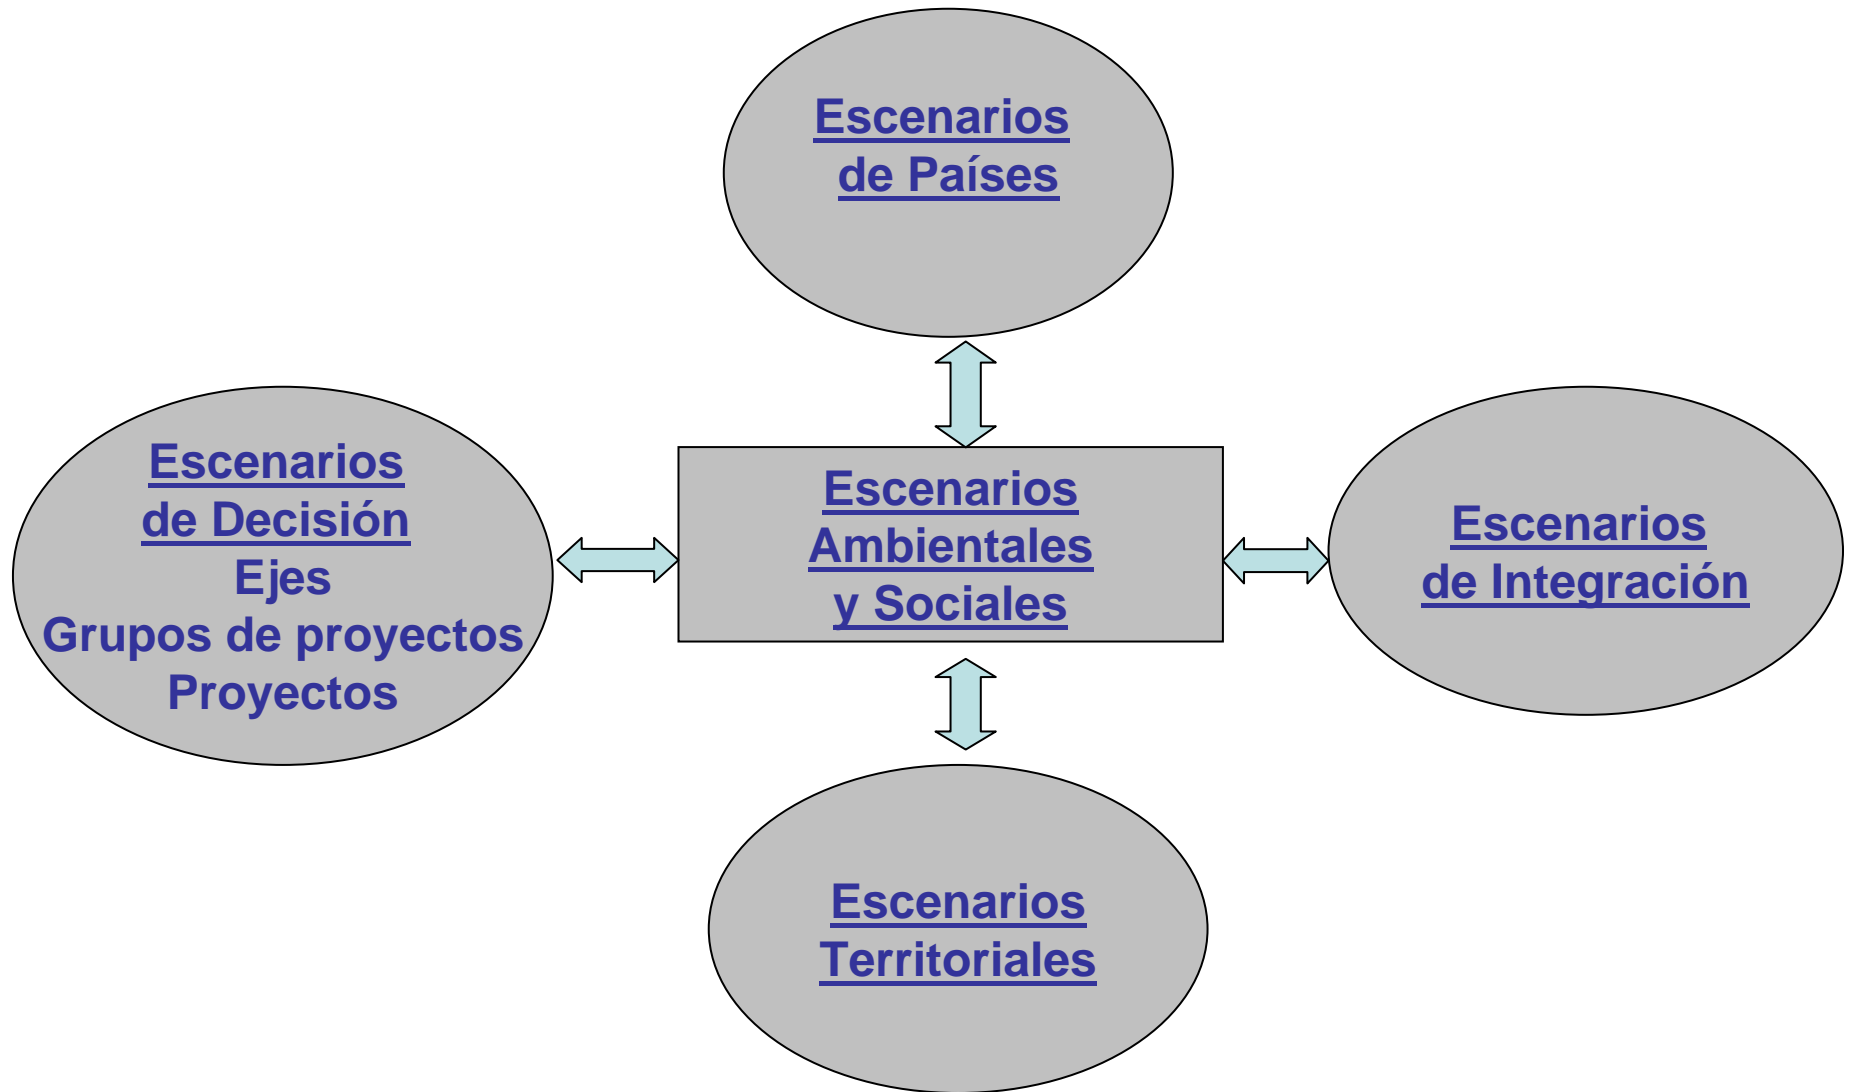 Escenarios
de Países
Escenarios
de Decisión
Ejes
Grupos de proyectos
Proyectos
Escenarios
Ambientales
y Sociales
Escenarios
de Integración
Escenarios
Territoriales